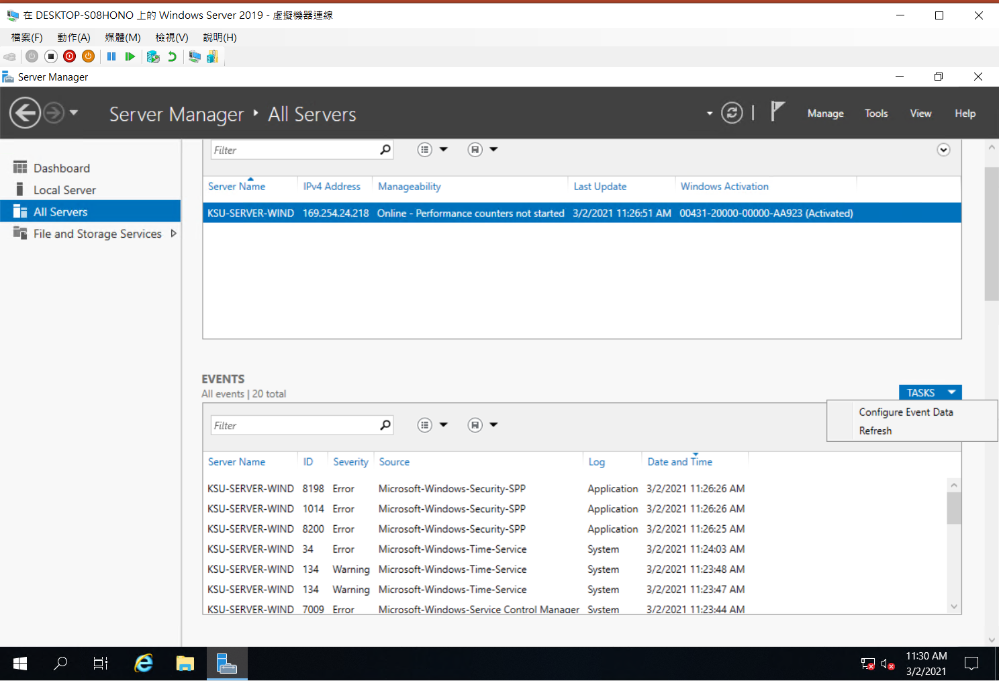 在 DESKTOP-S08HONO 上的 Windows Server 2019 - 虛擬機器連線
檔案(F) 動作(A) 媒體(M) 檢視(V) 說明(H)
Server Manager
Server Manager ‣ All Servers
Manage Tools View Help
Dashboard
Local Server
All Servers
File and Storage Services
Filter
Server Name IPv4 Address Manageability Last Update Windows Activation
KSU-SERVER-WIND 169.254.24.218 Online - Performance counters not started 3/2/2021 11:26:51 AM 00431-20000-00000-AA923 (Activated)
EVENTS
All events | 20 total
TASKS
Configure Event Data
Refresh
Filter
Server Name ID Severity Source Log Date and Time
KSU-SERVER-WIND 8198 Error Microsoft-Windows-Security-SPP Application 3/2/2021 11:26:26 AM
KSU-SERVER-WIND 1014 Error Microsoft-Windows-Security-SPP Application 3/2/2021 11:26:26 AM
KSU-SERVER-WIND 8200 Error Microsoft-Windows-Security-SPP Application 3/2/2021 11:26:25 AM
KSU-SERVER-WIND 34 Error Microsoft-Windows-Time-Service System 3/2/2021 11:24:03 AM
KSU-SERVER-WIND 134 Warning Microsoft-Windows-Time-Service System 3/2/2021 11:23:48 AM
KSU-SERVER-WIND 134 Warning Microsoft-Windows-Time-Service System 3/2/2021 11:23:47 AM
KSU-SERVER-WIND 7009 Error Microsoft-Windows-Service Control Manager System 3/2/2021 11:23:44 AM
11:30 AM
3/2/2021